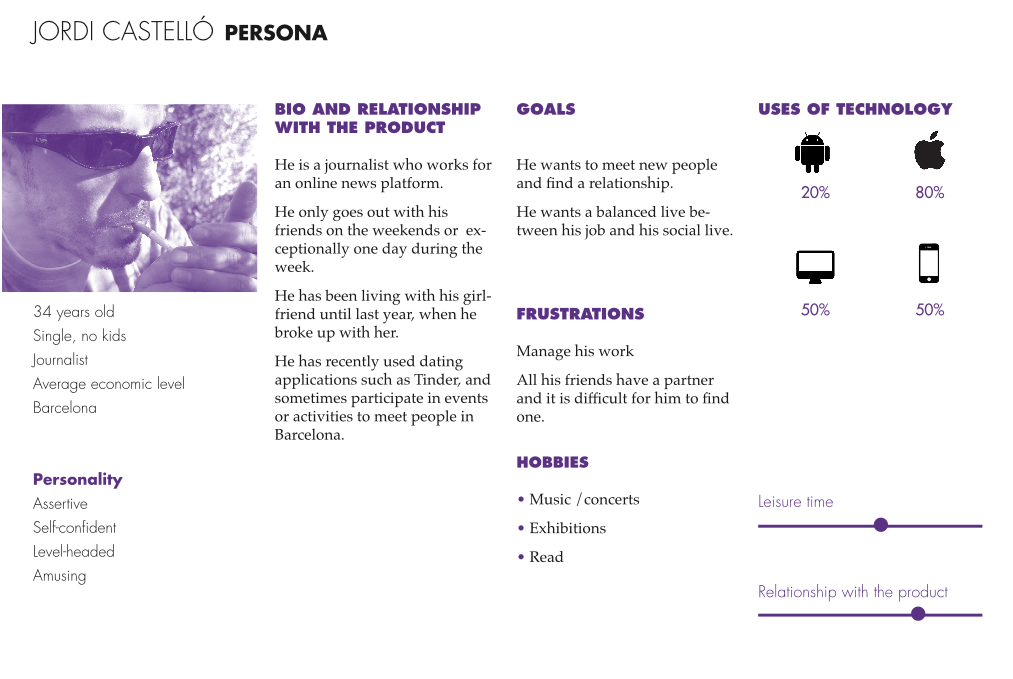 JORDI CASTELLÓ PERSONA
34 years old
Single, no kids
Journalist
Average economic level
Barcelona
Personality
Assertive
Self-confident
Level-headed
Amusing
BIO AND RELATIONSHIP
WITH THE PRODUCT
He is a journalist who works for
an online news platform.
He only goes out with his
friends on the weekends or ex-
ceptionally one day during the
week.
He has been living with his girl-
friend until last year, when he
broke up with her.
He has recently used dating
applications such as Tinder, and
sometimes participate in events
or activities to meet people in
Barcelona.
GOALS
He wants to meet new people
and find a relationship.
He wants a balanced live be-
tween his job and his social live.
FRUSTRATIONS
Manage his work
All his friends have a partner
and it is difficult for him to find
one.
HOBBIES
• Music /concerts
• Exhibitions
• Read
USES OF TECHNOLOGY
20% 80%
50% 50%
Leisure time
Relationship with the product